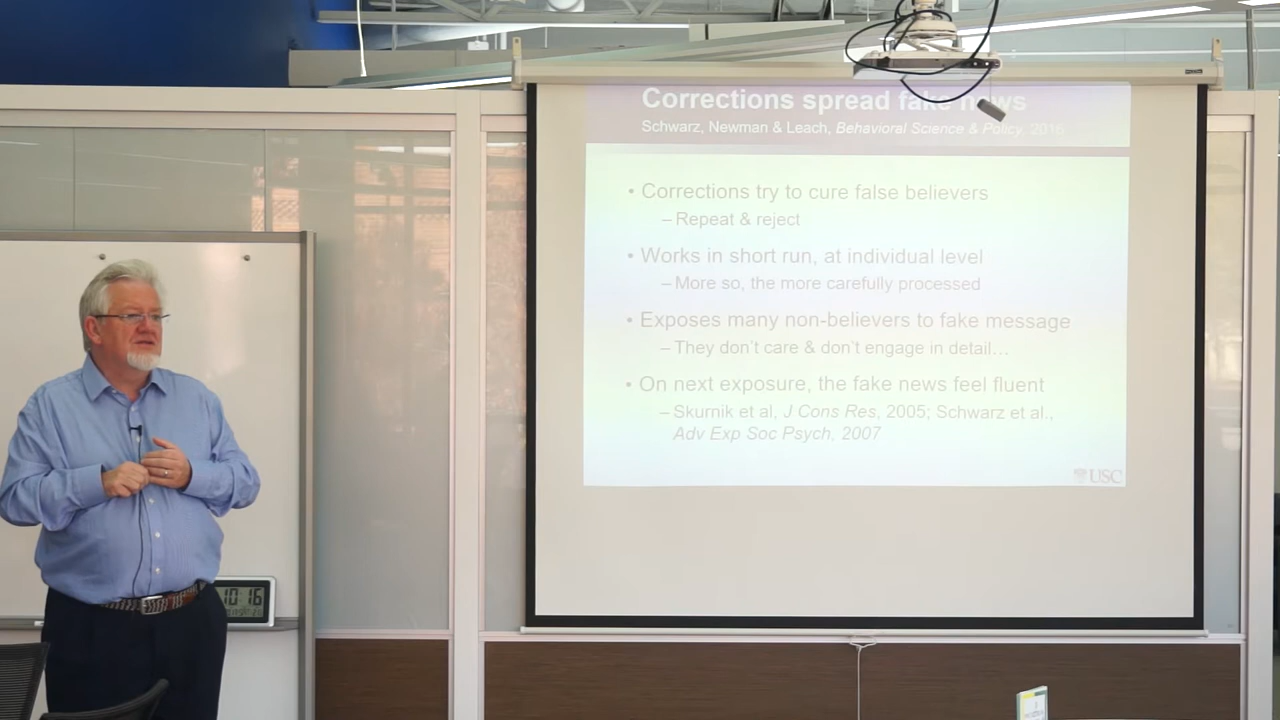 Corrections spread fake news
Schwarz, Newman & Leach, Behavioral Science & Policy, 2016
• Corrections try to cure false believers
– Repeat & reject
• Works in short run, at individual level
– More so, the more carefully processed
• Exposes many non-believers to fake message
– They don't care & don't engage in detail…
• On next exposure, the fake news feel fluent
– Skurnik et al, J Cons Res, 2005; Schwarz et al.,
Adv Exp Soc Psych, 2007
USC
10:16